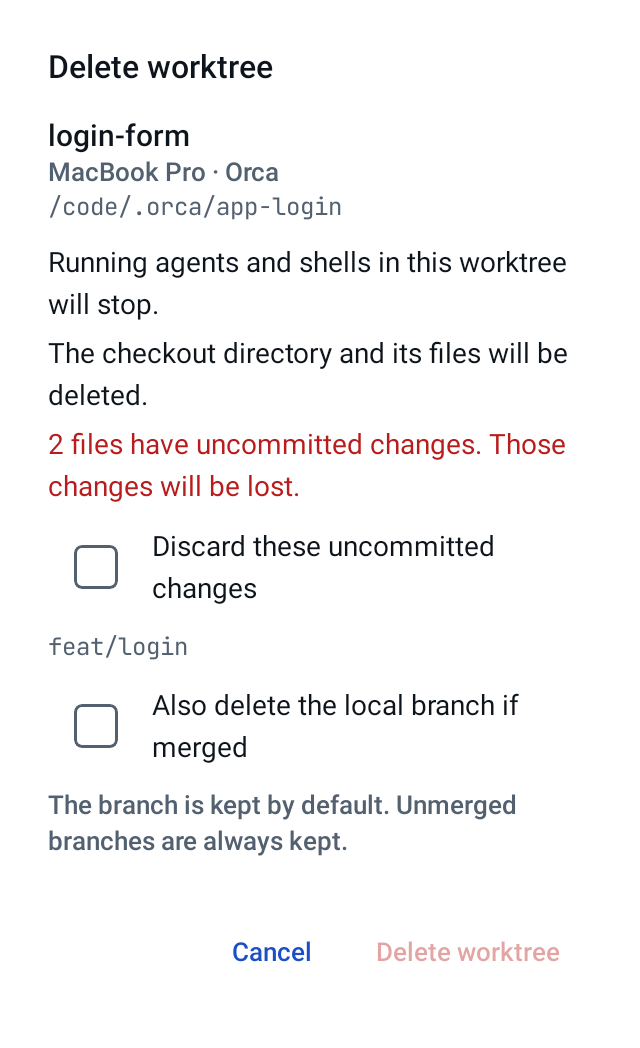 Delete worktree
login-form
MacBook Pro · Orca
/code/.orca/app-login
Running agents and shells in this worktree
will stop.
The checkout directory and its files will be
deleted.
2 files have uncommitted changes. Those
changes will be lost.
Discard these uncommitted
changes
feat/login
Also delete the local branch if
merged
The branch is kept by default. Unmerged
branches are always kept.
Cancel
Delete worktree